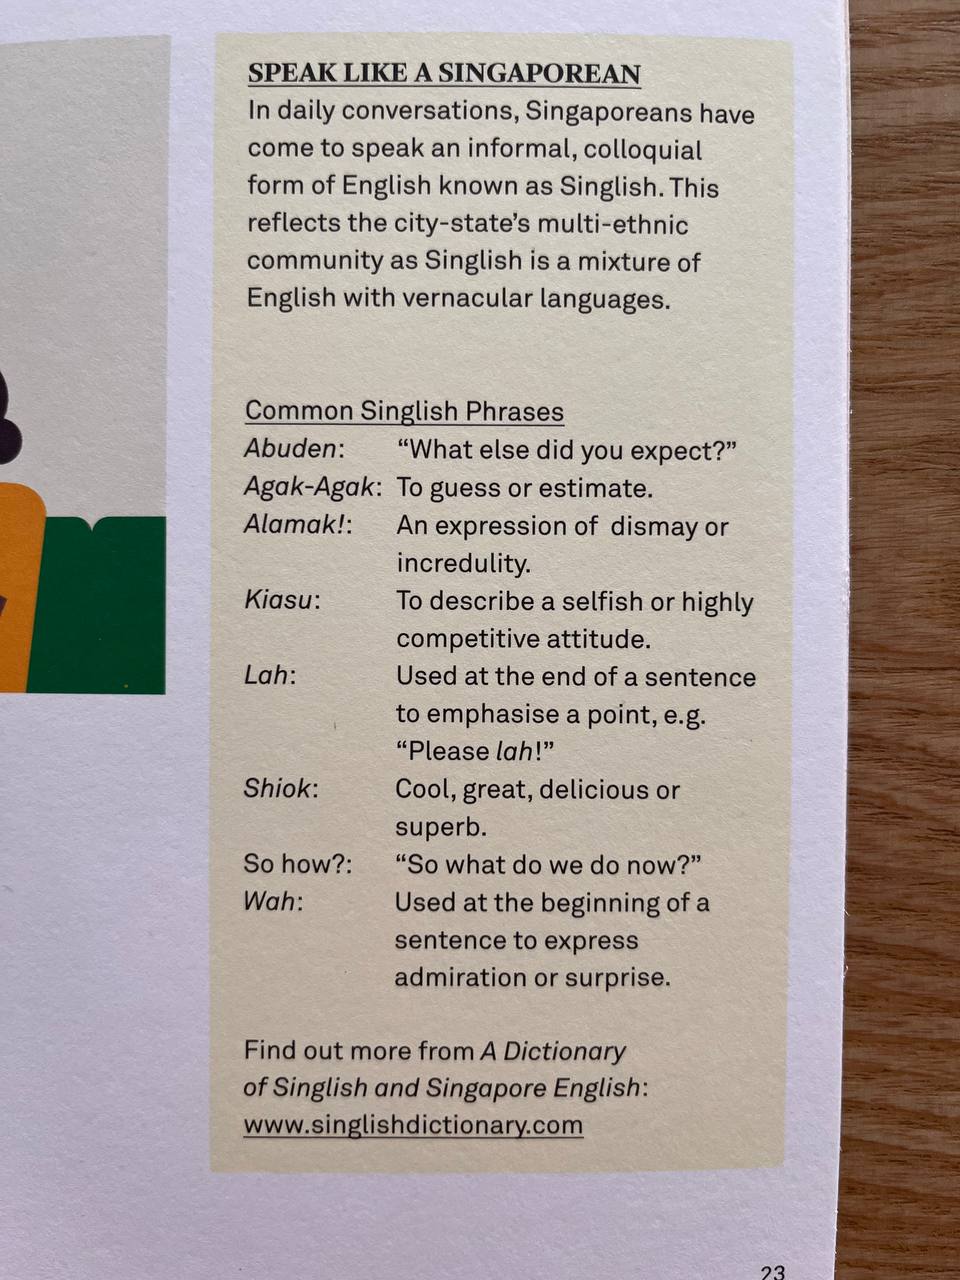 SPEAK LIKE A SINGAPOREAN
In daily conversations, Singaporeans have
come to speak an informal, colloquial
form of English known as Singlish. This
reflects the city-state’s multi-ethnic
community as Singlish is a mixture of
English with vernacular languages.
Common Singlish Phrases
Abuden: “What else did you expect?”
Agak-Agak: To guess or estimate.
Alamak!: An expression of dismay or
incredulity.
Kiasu: To describe a selfish or highly
competitive attitude.
Lah: Used at the end of a sentence
to emphasise a point, e.g.
“Please lah!”
Shiok: Cool, great, delicious or
superb.
So how?: “So what do we do now?”
Wah: Used at the beginning of a
sentence to express
admiration or surprise.
Find out more from A Dictionary
of Singlish and Singapore English:
www.singlishdictionary.com
23